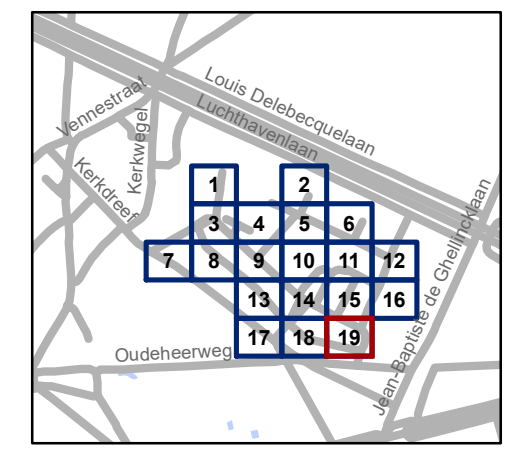 Louis Delebecquelaan
Luchthavenlaan
Vennestraat
Kerkwegel
Kerkdreef
1 2
3 4 5 6
7 8 9 10 11 12
13 14 15 16
17 18 19
Jean-Baptiste de Ghellincklaan
Oudeheerweg